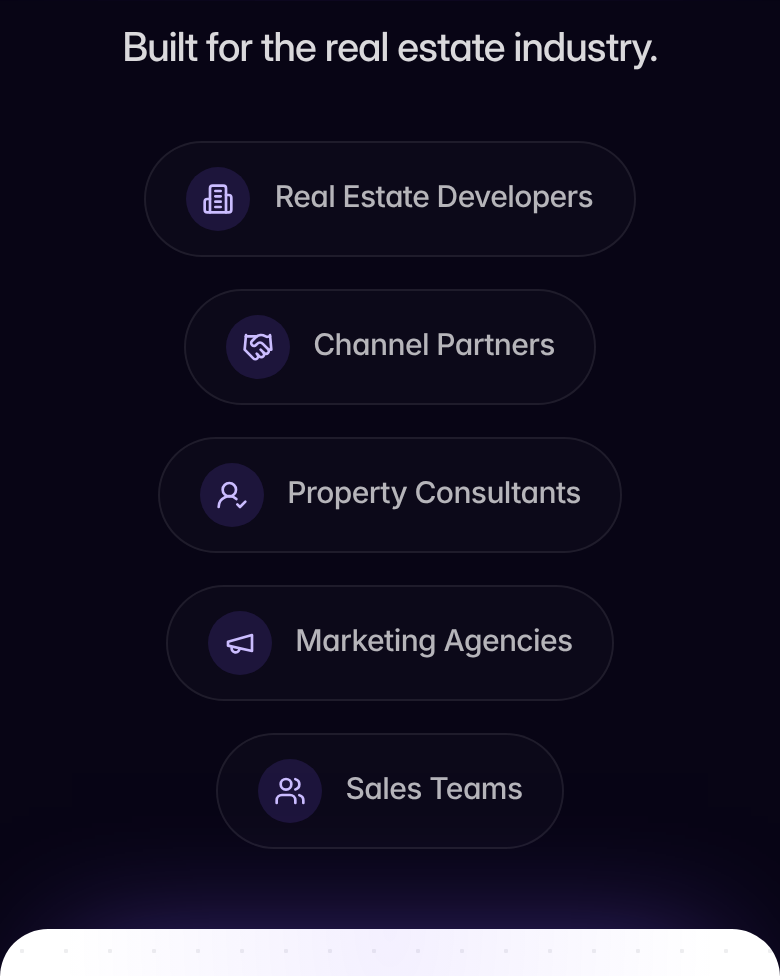 Built for the real estate industry.
Real Estate Developers
Channel Partners
Property Consultants
Marketing Agencies
Sales Teams